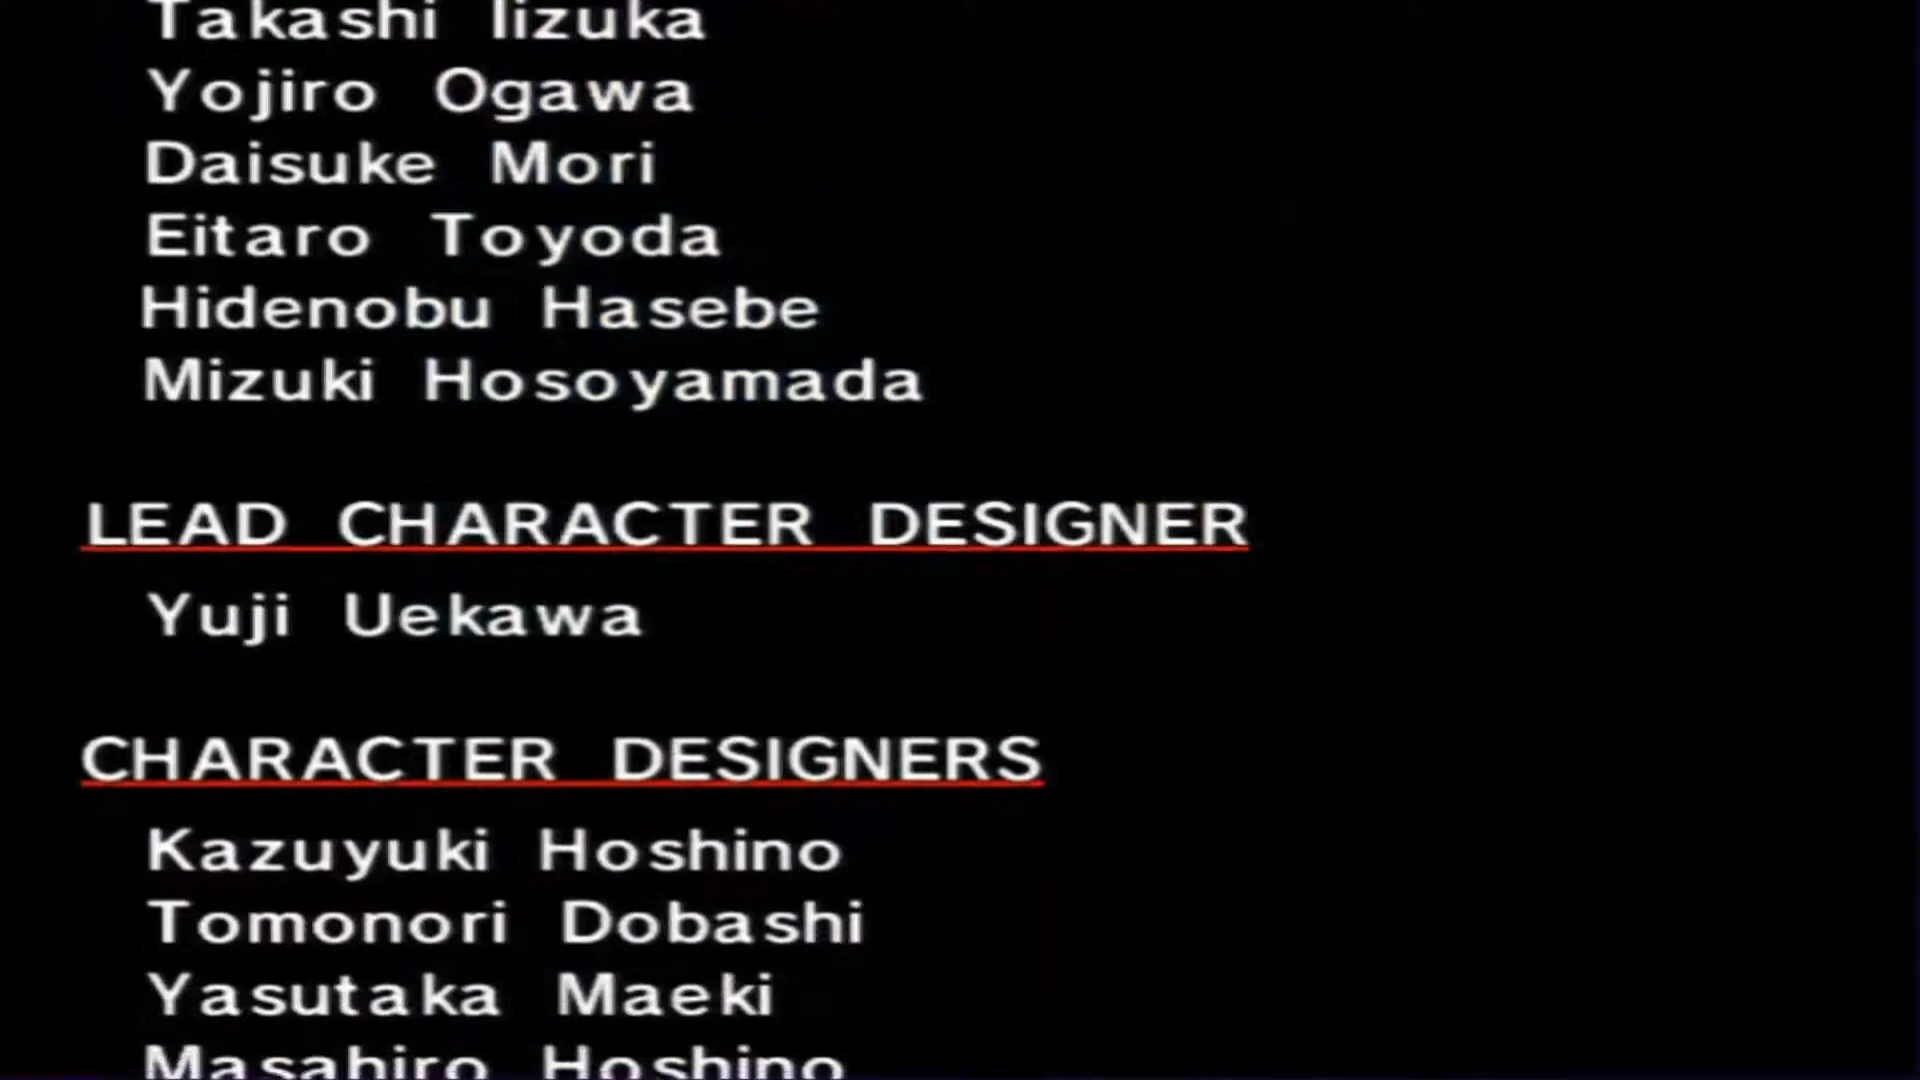 Takashi Iizuka
Yojiro Ogawa
Daisuke Mori
Eitaro Toyoda
Hidenobu Hasebe
Mizuki Hosoyamada
LEAD CHARACTER DESIGNER
Yuji Uekawa
CHARACTER DESIGNERS
Kazuyuki Hoshino
Tomonori Dobashi
Yasutaka Maeki
Masahiro Hoshino